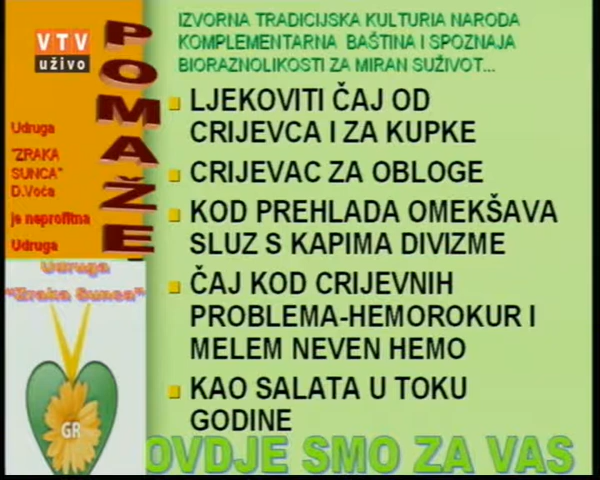 VTV
uživo
POMAŽE
Udruga
"ZRAKA
SUNCA"
D.Voća
je neprofitna
Udruga
Udruga
"Zraka Sunca"
GR
IZVORNA TRADICIJSKA KULTURIA NARODA
KOMPLEMENTARNA BAŠTINA I SPOZNAJA
BIORAZNOLIKOSTI ZA MIRAN SUŽIVOT...
LJEKOVITI ČAJ OD
CRIJEVCA I ZA KUPKE
CRIJEVAC ZA OBLOGE
KOD PREHLADA OMEKŠAVA
SLUZ S KAPIMA DIVIZME
ČAJ KOD CRIJEVNIH
PROBLEMA-HEMOROKUR I
MELEM NEVEN HEMO
KAO SALATA U TOKU
GODINE
OVDJE SMO ZA VAS